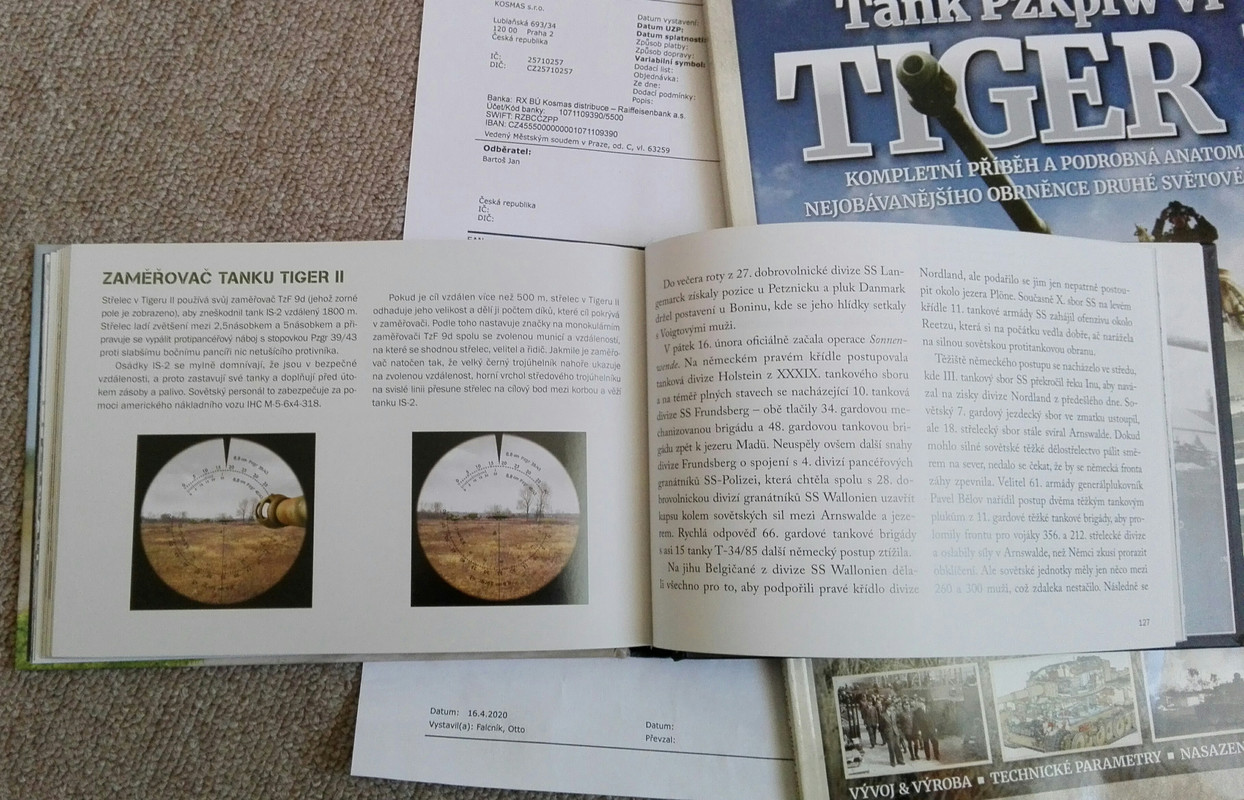 KOSMAS s.r.o.
Lublaňská 693/34
120 00 Praha 2
Česká republika
IČ: 25710257
DIČ: CZ25710257
Datum vystavení:
Datum UZP:
Datum splatnosti:
Způsob platby:
Způsob dopravy:
Variabilní symbol:
Dodací list:
Objednávka:
Ze dne:
Dodací podmínky:
Popis:
Banka: RX BÚ Kosmas distribuce – Raiffeisenbank a.s.
Účet/Kód banky: 1071109390/5500
SWIFT: RZBCCZPP
IBAN: CZ4555000000001071109390
Vedený Městským soudem v Praze, od. C, vl. 63259
Odběratel:
Bartoš Jan
Česká republika
IČ:
DIČ:
Tank PzKpfw VI
TIGER
KOMPLETNÍ PŘÍBĚH A PODROBNÁ ANATOM
NEJOBÁVANĚJŠÍHO OBRNĚNCE DRUHÉ SVĚTOVÉ
ZAMĚŘOVAČ TANKU TIGER II
Střelec v Tigeru II používá svůj zaměřovač TzF 9d (jehož zorné
pole je zobrazeno), aby zneškodnil tank IS-2 vzdálený 1800 m.
Střelec ladí zvětšení mezi 2,5násobkem a 5násobkem a při-
pravuje se vypálit protipancéřový náboj s stopovkou Pzgr 39/43
proti slabšímu bočnímu pancíři nic netušícího protivníka.
Osádky IS-2 se mylně domnívají, že jsou v bezpečné
vzdálenosti, a proto zastavují své tanky a doplňují před úto-
kem zásoby a palivo. Sovětský personál to zabezpečuje za po-
mocí amerického nákladního vozu IHC M-5-6x4-318.
Pokud je cíl vzdálen více než 500 m, střelec v Tigeru II
odhaduje jeho velikost a dělí ji počtem dílků, které cíl pokrývá
v zaměřovači. Podle toho nastavuje značky na monokulárním
zaměřovači TzF 9d spolu se zvolenou municí a vzdáleností,
na které se shodnou střelec, velitel a řidič. Jakmile je zaměřo-
vač natočen tak, že velký černý trojúhelník nahoře ukazuje
na zvolenou vzdálenost, horní vrchol středového trojúhelníku
na svislé linii přesune střelec na cílový bod mezi korbou a věží
tanku IS-2.
Do večera roty z 27. dobrovolnické divize SS Lan-
gemarck získaly pozice u Petznicku a pluk Danmark
držel postavení u Boninu, kde se jeho hlídky setkaly
s Voigtovými muži.
V pátek 16. února oficiálně začala operace Sonnen-
wende. Na německém pravém křídle postupovala
tanková divize Holstein z XXXIX. tankového sboru
a na téměř plných stavech se nacházející 10. tanková
divize SS Frundsberg – obě tlačily 34. gardovou me-
chanizovanou brigádu a 48. gardovou tankovou bri-
gádu zpět k jezeru Madü. Neuspěly ovšem další snahy
divize Frundsberg o spojení s 4. divizí pancéřových
granátníků SS-Polizei, která chtěla spolu s 28. do-
brovolnickou divizí granátníků SS Wallonien uzavřít
kapsu kolem sovětských sil mezi Arnswalde a jeze-
rem. Rychlá odpověď 66. gardové tankové brigády
s asi 15 tanky T-34/85 další německý postup ztížila.
Na jihu Belgičané z divize SS Wallonien děla-
li všechno pro to, aby podpořili pravé křídlo divize
Nordland, ale podařilo se jim jen nepatrně postou-
pit okolo jezera Plöne. Současně X. sbor SS na levém
křídle 11. tankové armády SS zahájil ofenzivu okolo
Reetzu, která si na počátku vedla dobře, ač narážela
na silnou sovětskou protitankovou obranu.
Těžiště německého postupu se nacházelo ve středu,
kde III. tankový sbor SS překročil řeku Inu, aby navá-
zal na zisky divize Nordland z předešlého dne. So-
větský 7. gardový jezdecký sbor ve zmatku ustoupil,
ale 18. střelecký sbor stále svíral Arnswalde. Dokud
mohlo silné sovětské těžké dělostřelectvo pálit smě-
rem na sever, nedalo se čekat, že by se německá fronta
záhy zpevnila. Velitel 61. armády generálplukovník
Pavel Bělov nařídil postup dvěma těžkým tankovým
plukům z 11. gardové těžké tankové brigády, aby pro-
lomily frontu pro vojáky 356. a 212. střelecké divize
a oslabily síly v Arnswalde, než Němci zkusí prorazit
obklíčení. Ale sovětské jednotky měly jen něco mezi
260 a 300 muži, což zdaleka nestačilo. Následně se
127
Datum: 16.4.2020
Vystavil(a): Falcník, Otto
Datum:
Převzal:
VÝVOJ & VÝROBA ▪ TECHNICKÉ PARAMETRY ▪ NASAZEN